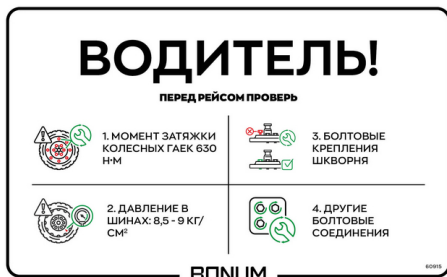 ВОДИТЕЛЬ!
ПЕРЕД РЕЙСОМ ПРОВЕРЬ
1. МОМЕНТ ЗАТЯЖКИ
КОЛЕСНЫХ ГАЕК 630
Н•М
2. ДАВЛЕНИЕ В
ШИНАХ: 8,5 - 9 КГ/
СМ²
3. БОЛТОВЫЕ
КРЕПЛЕНИЯ
ШКВОРНЯ
4. ДРУГИЕ
БОЛТОВЫЕ
СОЕДИНЕНИЯ
BONUM
60915